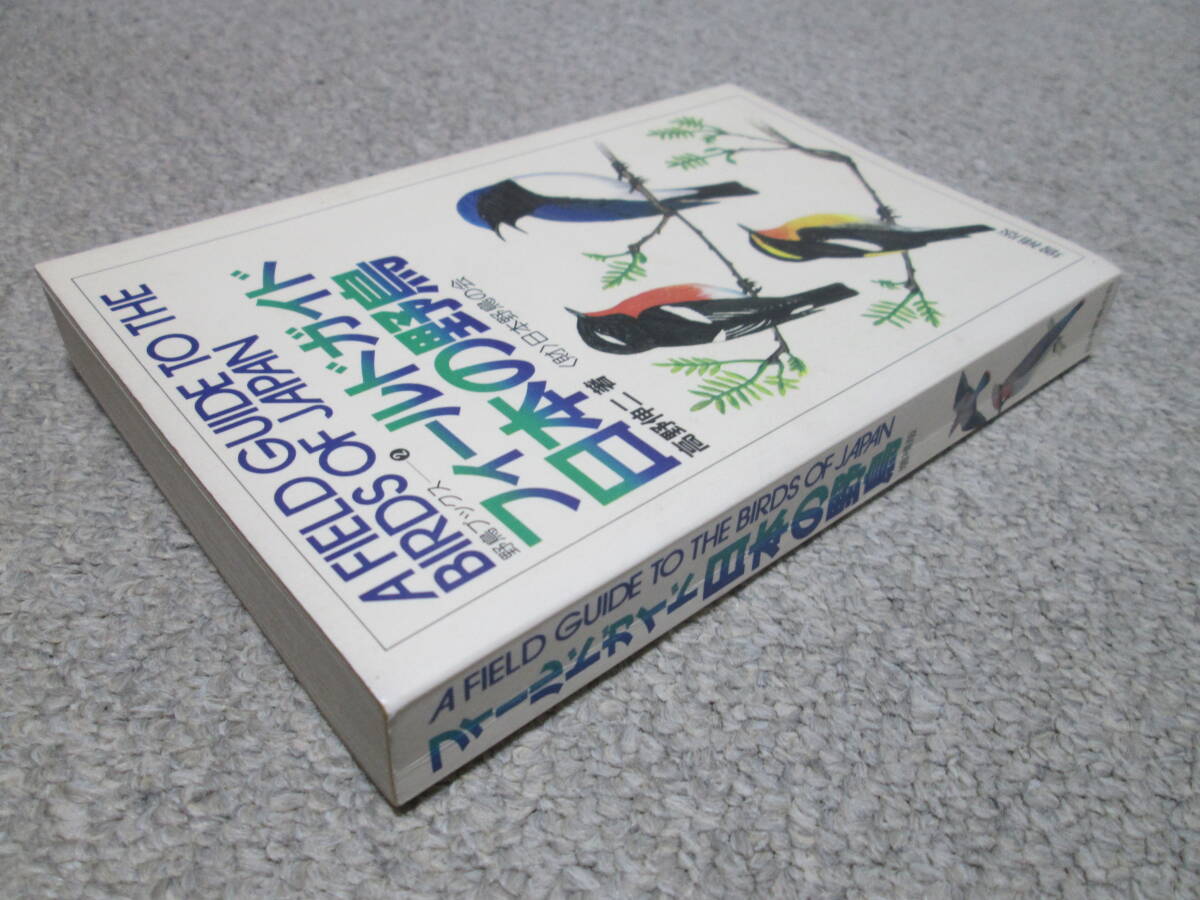 A FIELD GUIDE TO THE
BIRDS OF JAPAN
野鳥ブックス 2
フィールドガイド
日本の野鳥
高野伸二 著
〈財〉日本野鳥の会
A FIELD GUIDE TO THE BIRDS OF JAPAN
フィールドガイド日本の野鳥